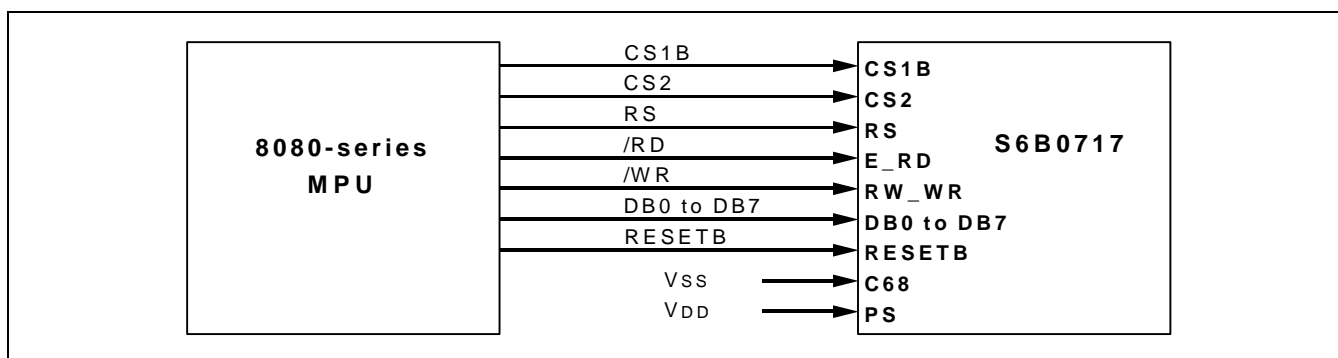 8080-series
MPU
CS1B
CS2
RS
/RD
/WR
DB0 to DB7
RESETB
VSS
VDD
CS1B
CS2
RS
E_RD
RW_WR
DB0 to DB7
RESETB
C68
PS
S6B0717